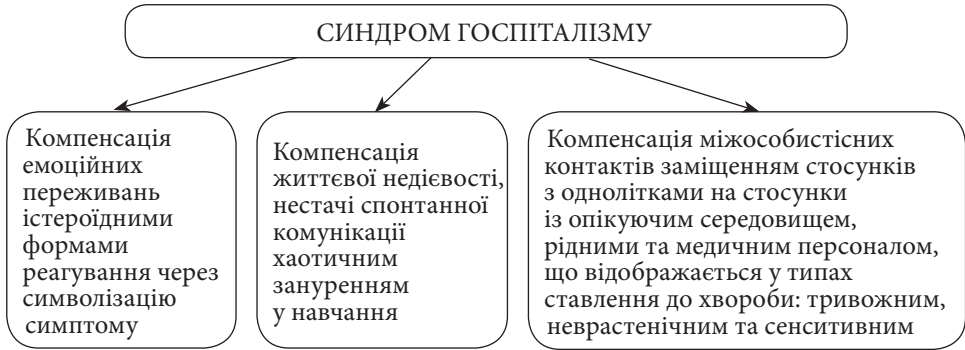 СИНДРОМ ГОСПІТАЛІЗМУ
Компенсація
емоційних
переживань
істероїдними
формами
реагування через
символізацію
симптому
Компенсація
життєвої недієвості,
нестачі спонтанної
комунікації
хаотичним
зануренням
у навчання
Компенсація міжособистісних
контактів заміщенням стосунків
з однолітками на стосунки
із опікуючим середовищем,
рідними та медичним персоналом,
що відображається у типах
ставлення до хвороби: тривожним,
неврастенічним та сенситивним